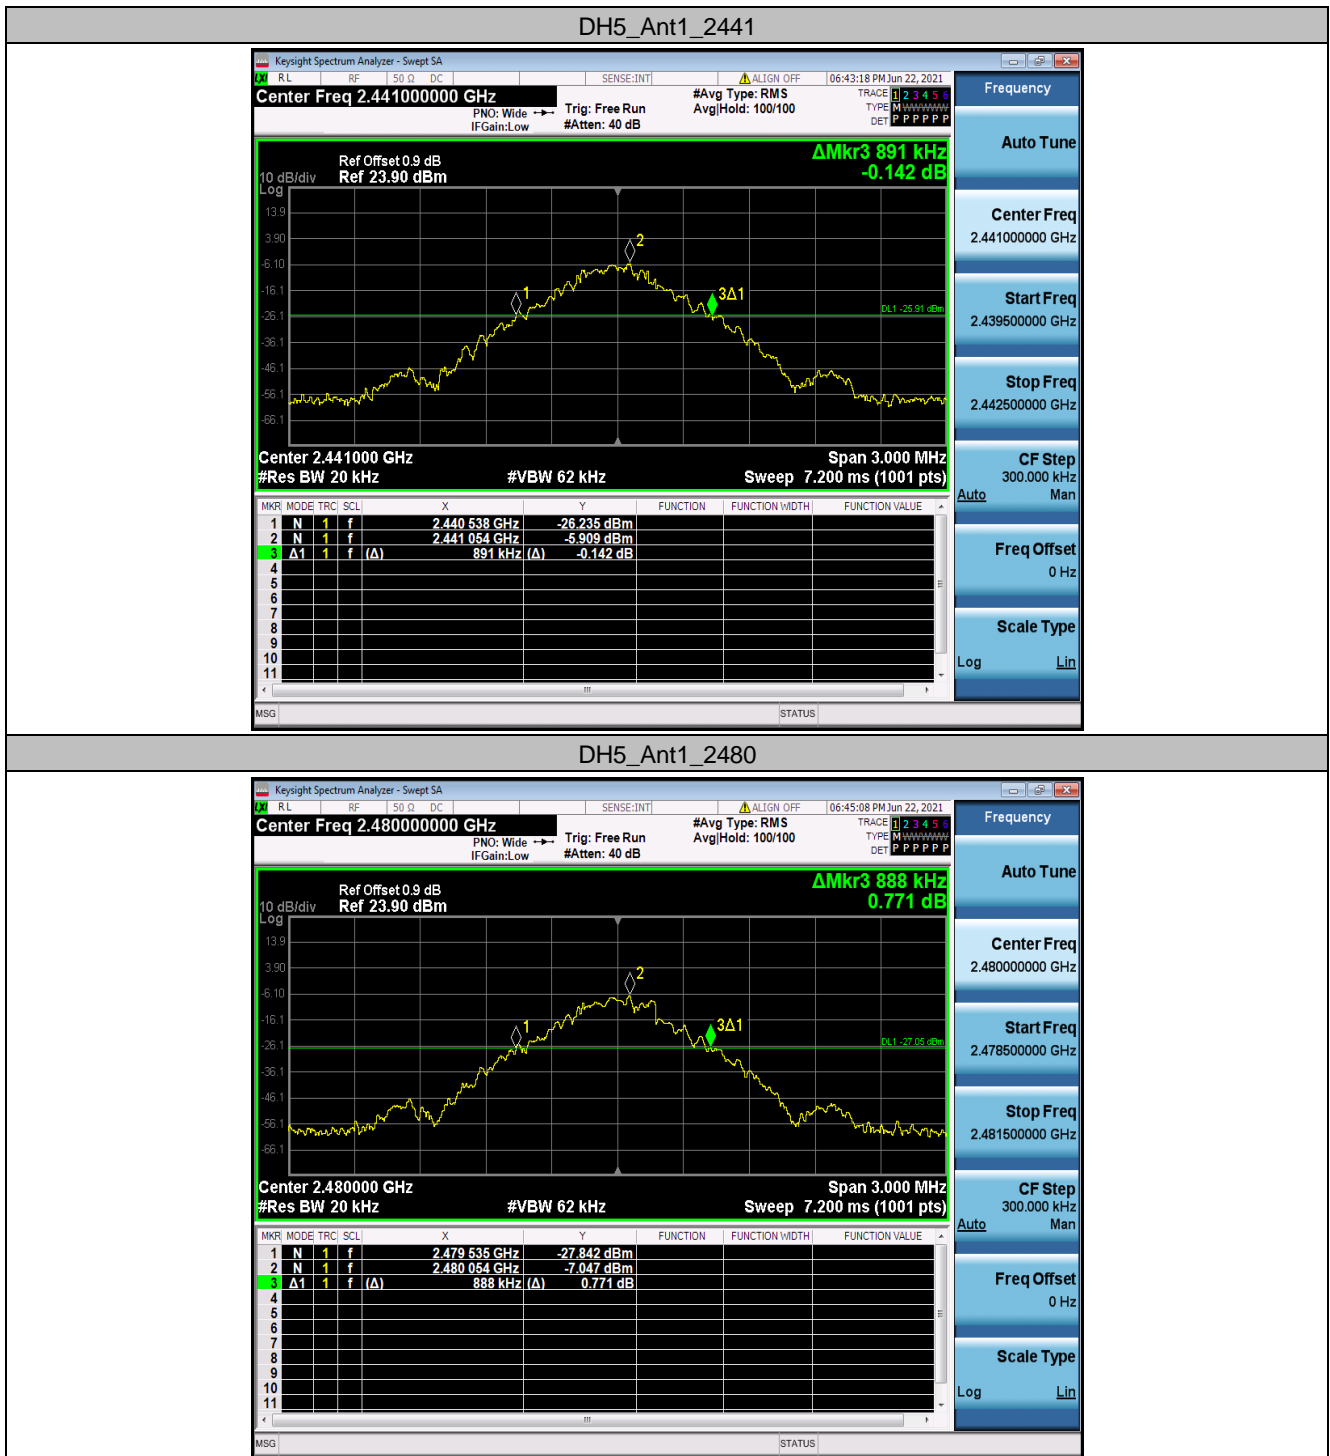 DH5_Ant1_2441
Keysight Spectrum Analyzer - Swept SA
LXI RL RF 50 Ω DC SENSE:INT ALIGN OFF 06:43:18 PM Jun 22, 2021
Center Freq 2.441000000 GHz
PNO: Wide
IFGain:Low
Trig: Free Run
#Atten: 40 dB
#Avg Type: RMS
Avg|Hold: 100/100
TRACE 1 2 3 4 5 6
TYPE M WWWWW
DET P P P P P P
ΔMkr3 891 kHz
-0.142 dB
Ref Offset 0.9 dB
10 dB/div Ref 23.90 dBm
Log
13.9
3.90
-6.10
-16.1
-26.1
-36.1
-46.1
-56.1
-66.1
1
2
3Δ1
DL1 -25.91 dBm
Center 2.441000 GHz Span 3.000 MHz
#Res BW 20 kHz #VBW 62 kHz Sweep 7.200 ms (1001 pts)
MKR MODE TRC SCL X Y FUNCTION FUNCTION WIDTH FUNCTION VALUE
1 N 1 f 2.440 538 GHz -26.235 dBm
2 N 1 f 2.441 054 GHz -5.909 dBm
3 Δ1 1 f (Δ) 891 kHz (Δ) -0.142 dB
4
5
6
7
8
9
10
11
MSG STATUS
Frequency
Auto Tune
Center Freq
2.441000000 GHz
Start Freq
2.439500000 GHz
Stop Freq
2.442500000 GHz
CF Step
300.000 kHz
Auto Man
Freq Offset
0 Hz
Scale Type
Log Lin
DH5_Ant1_2480
Keysight Spectrum Analyzer - Swept SA
LXI RL RF 50 Ω DC SENSE:INT ALIGN OFF 06:45:08 PM Jun 22, 2021
Center Freq 2.480000000 GHz
PNO: Wide
IFGain:Low
Trig: Free Run
#Atten: 40 dB
#Avg Type: RMS
Avg|Hold: 100/100
TRACE 1 2 3 4 5 6
TYPE M WWWWW
DET P P P P P P
ΔMkr3 888 kHz
0.771 dB
Ref Offset 0.9 dB
10 dB/div Ref 23.90 dBm
Log
13.9
3.90
-6.10
-16.1
-26.1
-36.1
-46.1
-56.1
-66.1
1
2
3Δ1
DL1 -27.05 dBm
Center 2.480000 GHz Span 3.000 MHz
#Res BW 20 kHz #VBW 62 kHz Sweep 7.200 ms (1001 pts)
MKR MODE TRC SCL X Y FUNCTION FUNCTION WIDTH FUNCTION VALUE
1 N 1 f 2.479 535 GHz -27.842 dBm
2 N 1 f 2.480 054 GHz -7.047 dBm
3 Δ1 1 f (Δ) 888 kHz (Δ) 0.771 dB
4
5
6
7
8
9
10
11
MSG STATUS
Frequency
Auto Tune
Center Freq
2.480000000 GHz
Start Freq
2.478500000 GHz
Stop Freq
2.481500000 GHz
CF Step
300.000 kHz
Auto Man
Freq Offset
0 Hz
Scale Type
Log Lin